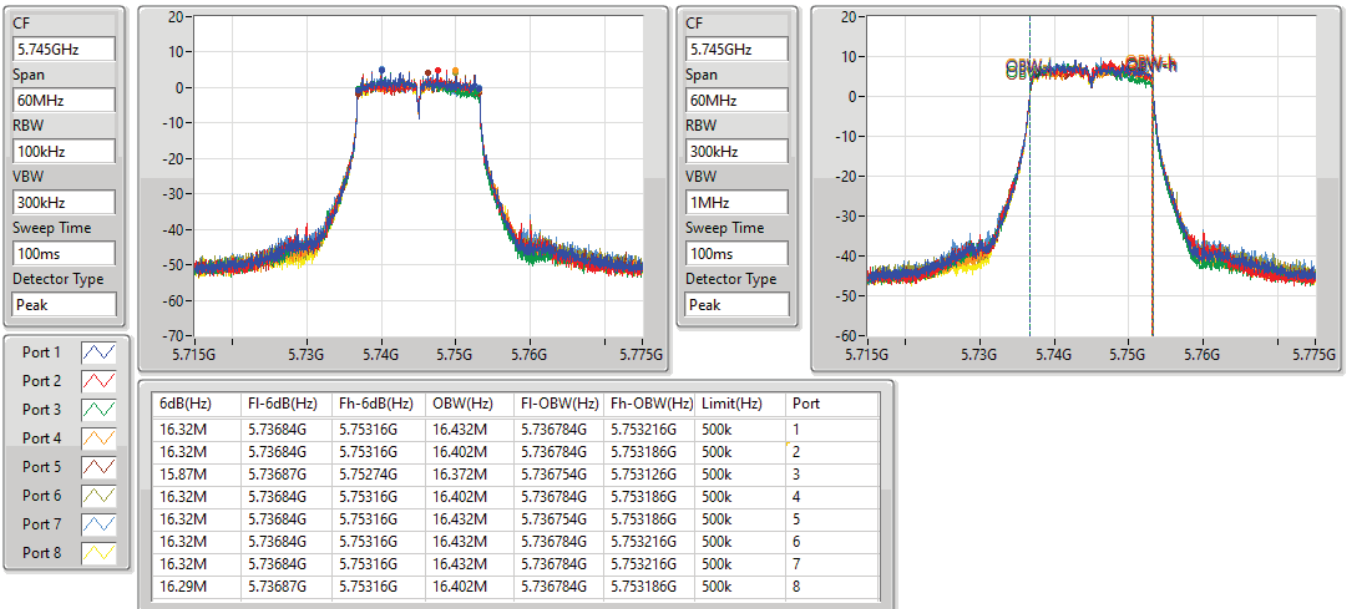 CF
5.745GHz
Span
60MHz
RBW
100kHz
VBW
300kHz
Sweep Time
100ms
Detector Type
Peak
20
10
0
-10
-20
-30
-40
-50
-60
-70
5.715G 5.73G 5.74G 5.75G 5.76G 5.775G
CF
5.745GHz
Span
60MHz
RBW
300kHz
VBW
1MHz
Sweep Time
100ms
Detector Type
Peak
20
10
0
-10
-20
-30
-40
-50
-60
OBW-h
5.715G 5.73G 5.74G 5.75G 5.76G 5.775G
Port 1
Port 2
Port 3
Port 4
Port 5
Port 6
Port 7
Port 8
6dB(Hz) Fl-6dB(Hz) Fh-6dB(Hz) OBW(Hz) Fl-OBW(Hz) Fh-OBW(Hz) Limit(Hz) Port
16.32M 5.73684G 5.75316G 16.432M 5.736784G 5.753216G 500k 1
16.32M 5.73684G 5.75316G 16.402M 5.736784G 5.753186G 500k 2
15.87M 5.73687G 5.75274G 16.372M 5.736754G 5.753126G 500k 3
16.32M 5.73684G 5.75316G 16.402M 5.736784G 5.753186G 500k 4
16.32M 5.73684G 5.75316G 16.432M 5.736754G 5.753186G 500k 5
16.32M 5.73684G 5.75316G 16.432M 5.736784G 5.753216G 500k 6
16.32M 5.73684G 5.75316G 16.432M 5.736784G 5.753216G 500k 7
16.29M 5.73687G 5.75316G 16.402M 5.736784G 5.753186G 500k 8